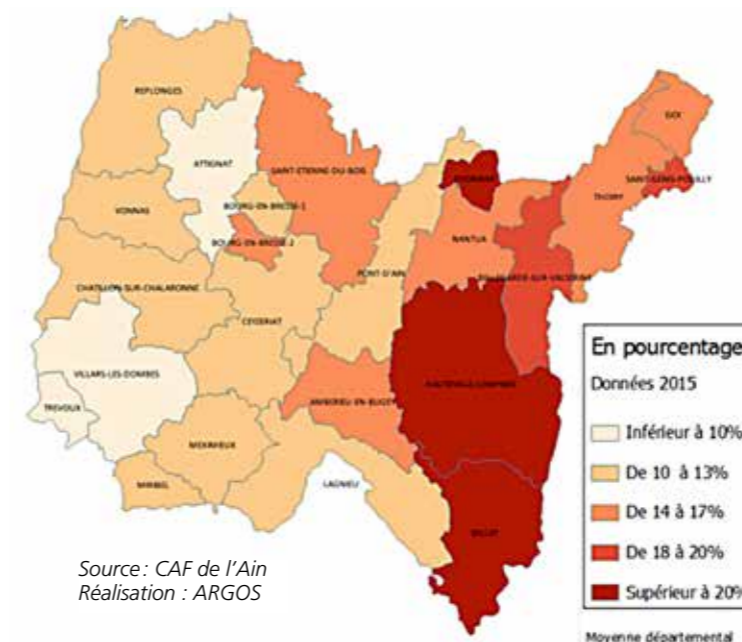 REPLONGES
ATTIGNAT
SAINT-ETIENNE-DU-BOIS
GEX
SAINT-GENIS-POUILLY
THOIRY
VONNAS
BOURG-EN-BRESSE-1
BOURG-EN-BRESSE-2
NANTUA
PONT-D'AIN
CHATILLON-SUR-CHALARONNE
CEYZERIAT
VILLARS-LES-DOMBES
TREVOUX
AMBERIEU-EN-BUGEY
MEXIMIEUX
MIRIBEL
LAGNIEU
BELLEY
En pourcentage
Données 2015
Inférieur à 10%
De 10 à 13%
De 14 à 17%
De 18 à 20%
Supérieur à 20%
Moyenne départemental
Source : CAF de l'Ain
Réalisation : ARGOS